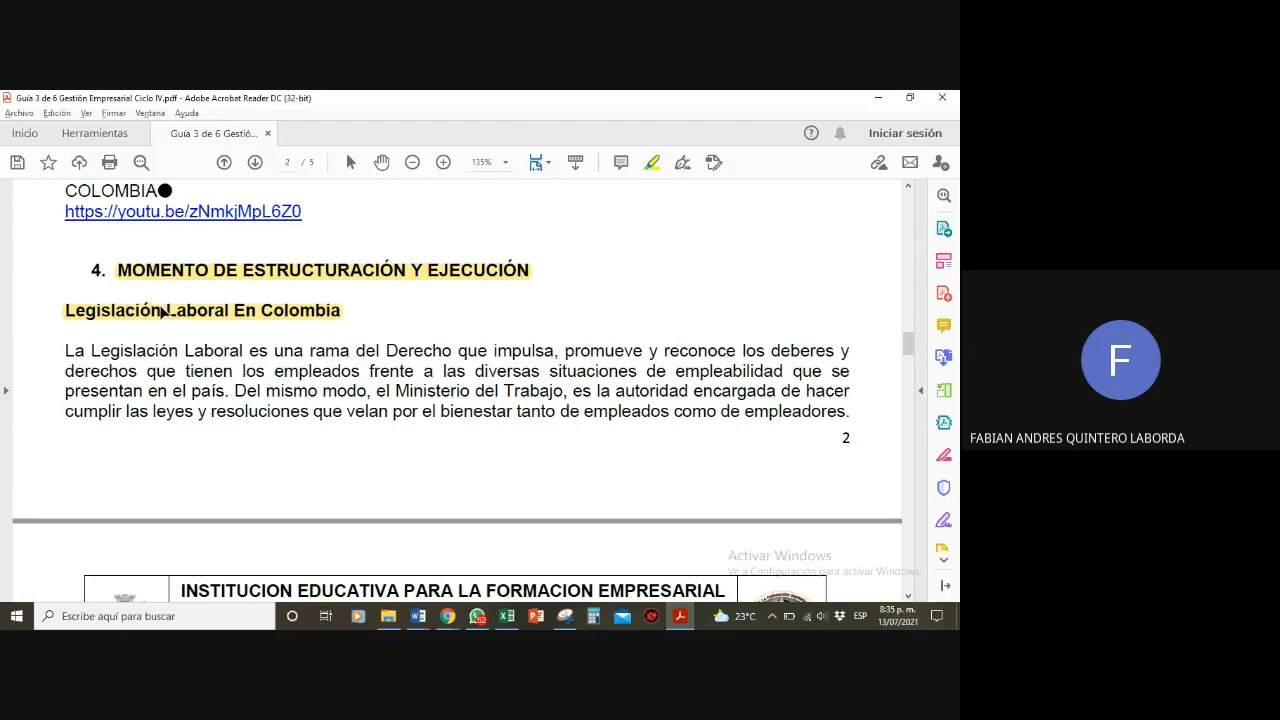 Guía 3 de 6 Gestión Empresarial Ciclo IV.pdf - Adobe Acrobat Reader DC (32-bit)
Archivo Edición Ver Firmar Ventana Ayuda
Inicio Herramientas Guía 3 de 6 Gestió... × Iniciar sesión
2 / 5 135%
COLOMBIA●
https://youtu.be/zNmkjMpL6Z0
4. MOMENTO DE ESTRUCTURACIÓN Y EJECUCIÓN
Legislación Laboral En Colombia
La Legislación Laboral es una rama del Derecho que impulsa, promueve y reconoce los deberes y
derechos que tienen los empleados frente a las diversas situaciones de empleabilidad que se
presentan en el país. Del mismo modo, el Ministerio del Trabajo, es la autoridad encargada de hacer
cumplir las leyes y resoluciones que velan por el bienestar tanto de empleados como de empleadores.
2
Activar Windows
Ve a Configuración para activar Windows.
INSTITUCION EDUCATIVA PARA LA FORMACION EMPRESARIAL
Escribe aquí para buscar
52
23°C
ESP
8:35 p. m.
13/07/2021
F
FABIAN ANDRES QUINTERO LABORDA